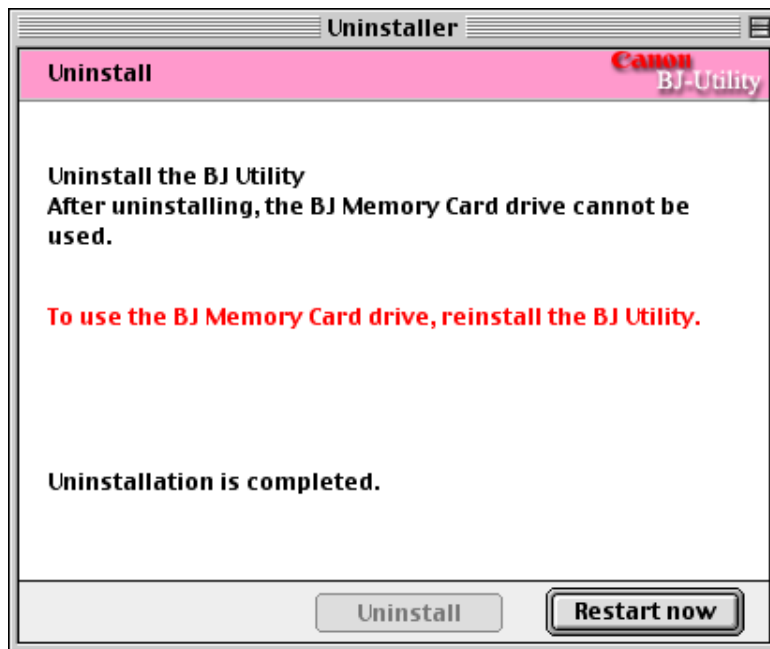 Uninstaller
Uninstall
Canon
BJ-Utility
Uninstall the BJ Utility
After uninstalling, the BJ Memory Card drive cannot be
used.
To use the BJ Memory Card drive, reinstall the BJ Utility.
Uninstallation is completed.
Uninstall
Restart now